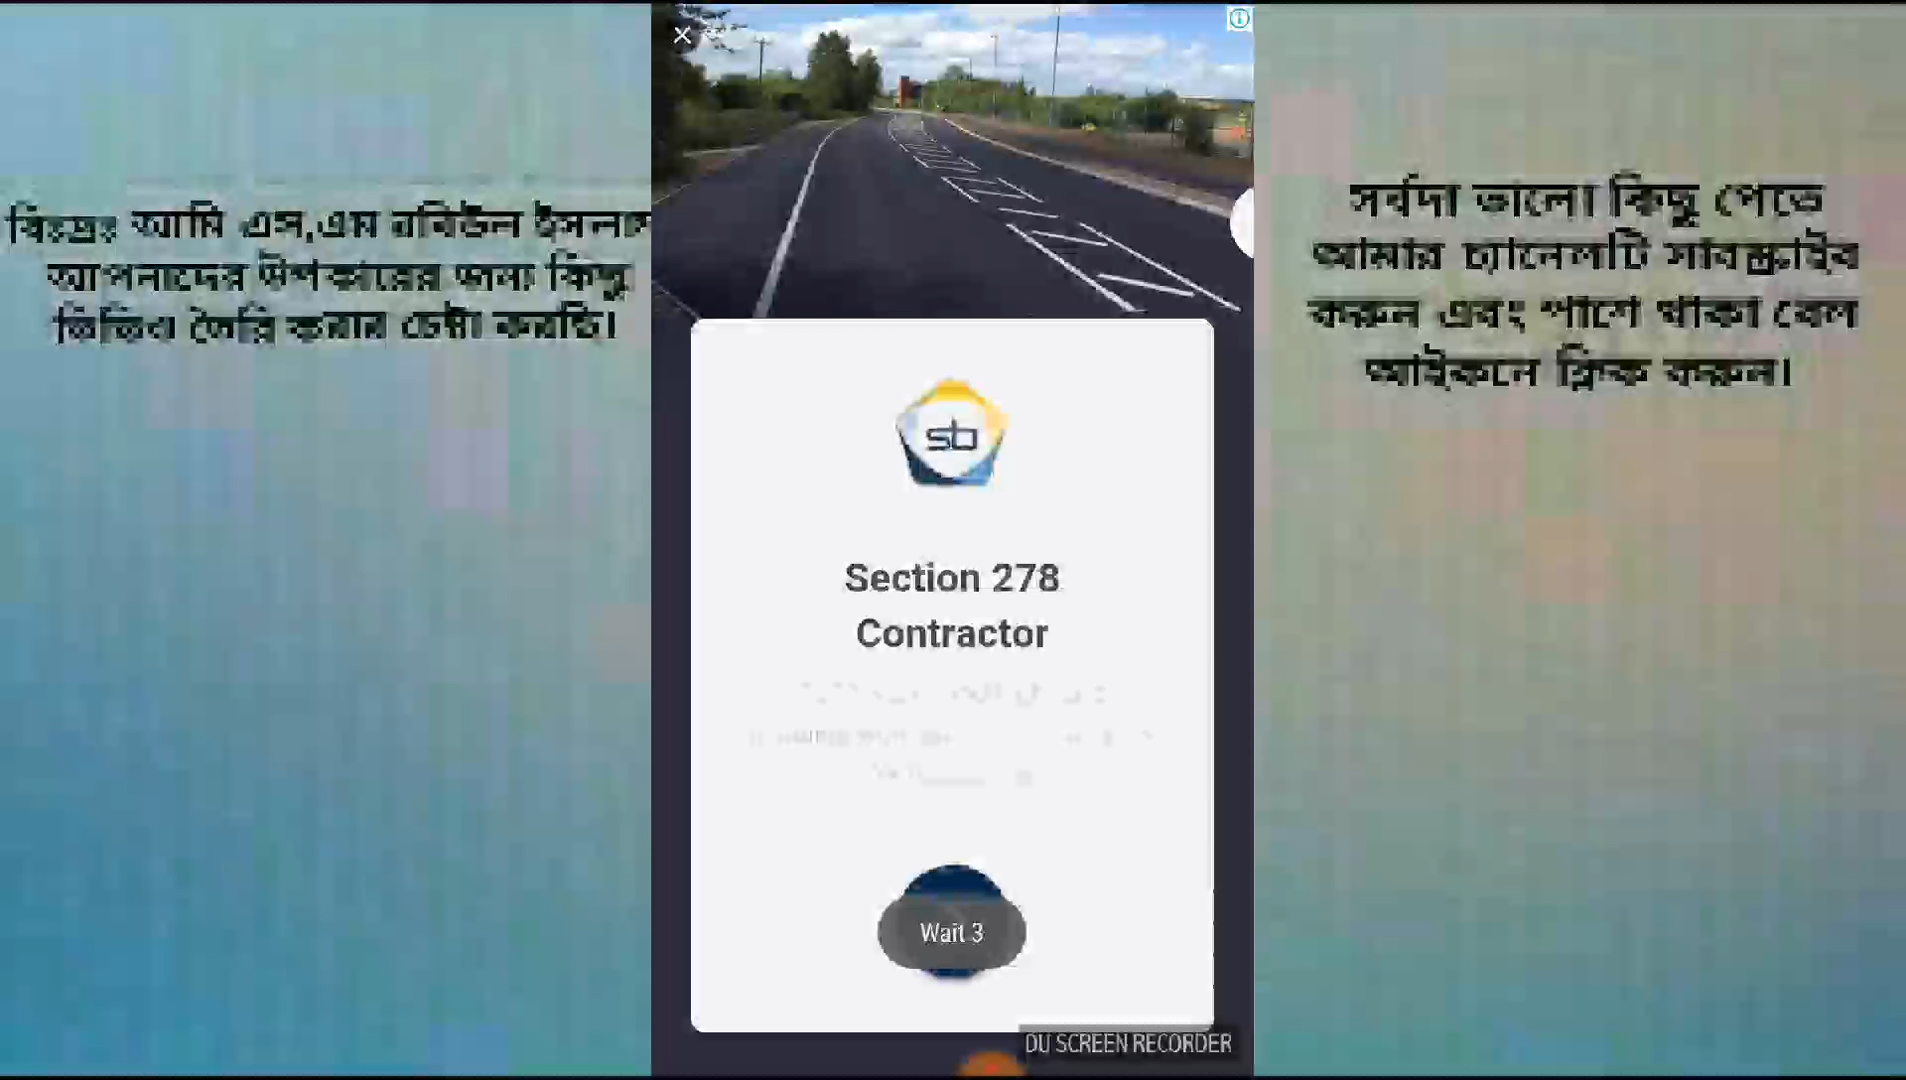 বিঃদ্রঃ আমি এস,এম রবিউল ইসলাম
আপনাদের উপকারের জন্য কিছু
ভিডিও তৈরি করার চেষ্টা করছি।
sb
Section 278
Contractor
Wait 3
DU SCREEN RECORDER
সর্বদা ভালো কিছু পেতে
আমার চ্যানেলটি সাবস্ক্রাইব
করুন এবং পাশে থাকা বেল
আইকনে ক্লিক করুন।